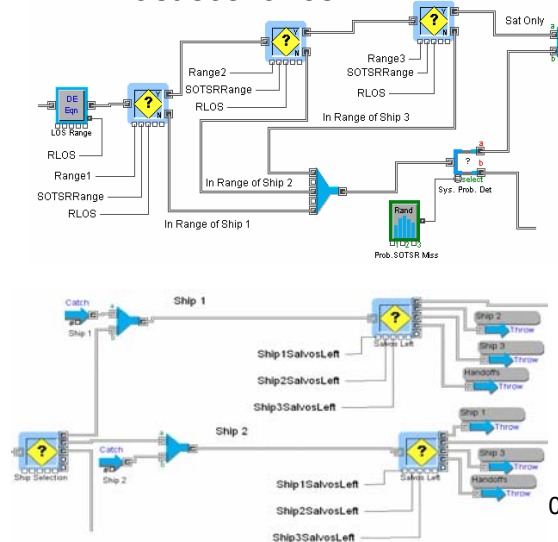 Sat Only
a
b
Y
N
Y
N
Range2
SOTSRRange
RLOS
Range3
SOTSRRange
RLOS
DE
Eqn
?
Y
N
LOS Range
In Range of Ship 3
RLOS
Range1
SOTSRRange
RLOS
In Range of Ship 2
In Range of Ship 1
?
a
b
select
Sys. Prob. Det
Rand
1 2 3
Prob.SOTSR Miss
Catch
Ship 1
Ship 1
a
b
?
Salvos Left
Ship 2
Throw
Ship 3
Throw
Handoffs
Throw
Ship1SalvosLeft
Ship2SalvosLeft
Ship3SalvosLeft
?
Ship Selection
Catch
Ship 2
Ship 2
a
b
?
Salvos Left
Ship 1
Throw
Ship 3
Throw
Handoffs
Throw
Ship1SalvosLeft
Ship2SalvosLeft
Ship3SalvosLeft